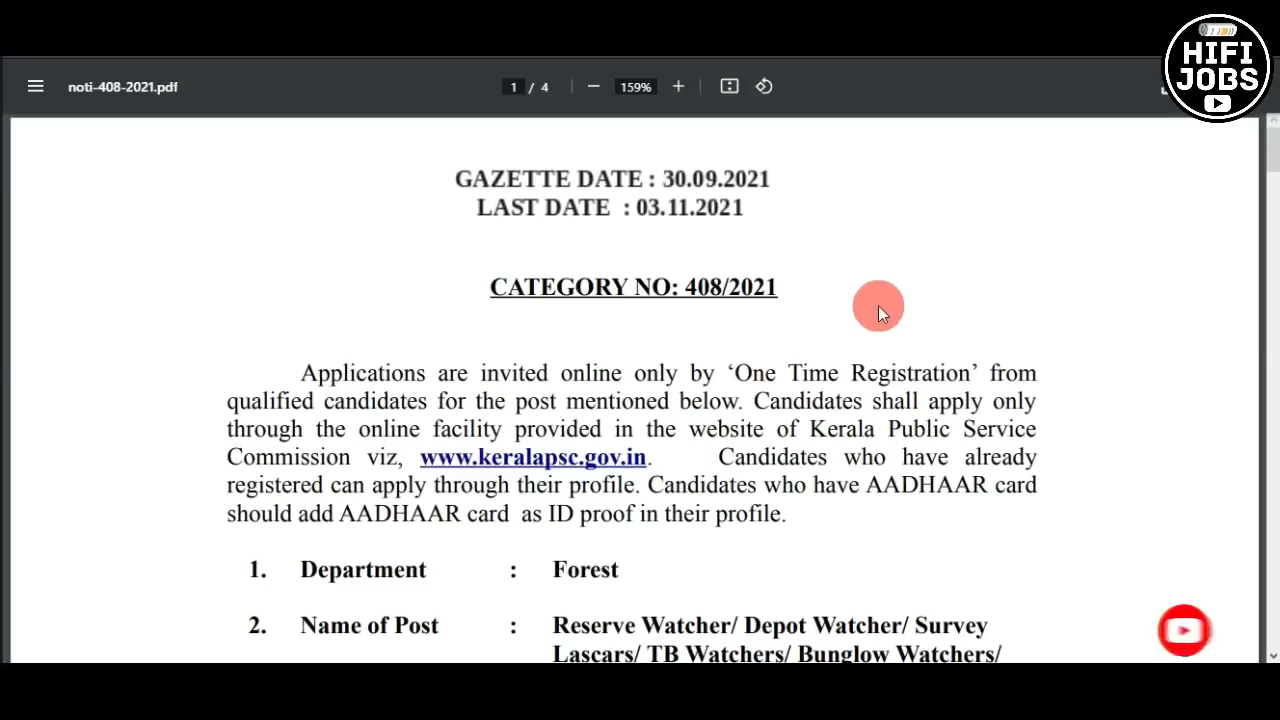 HIFI
JOBS
noti-408-2021.pdf
1 / 4
159%
GAZETTE DATE : 30.09.2021
LAST DATE : 03.11.2021
CATEGORY NO: 408/2021
Applications are invited online only by ‘One Time Registration’ from
qualified candidates for the post mentioned below. Candidates shall apply only
through the online facility provided in the website of Kerala Public Service
Commission viz, www.keralapsc.gov.in. Candidates who have already
registered can apply through their profile. Candidates who have AADHAAR card
should add AADHAAR card as ID proof in their profile.
1. Department : Forest
2. Name of Post : Reserve Watcher/ Depot Watcher/ Survey
Lascars/ TB Watchers/ Bunglow Watchers/